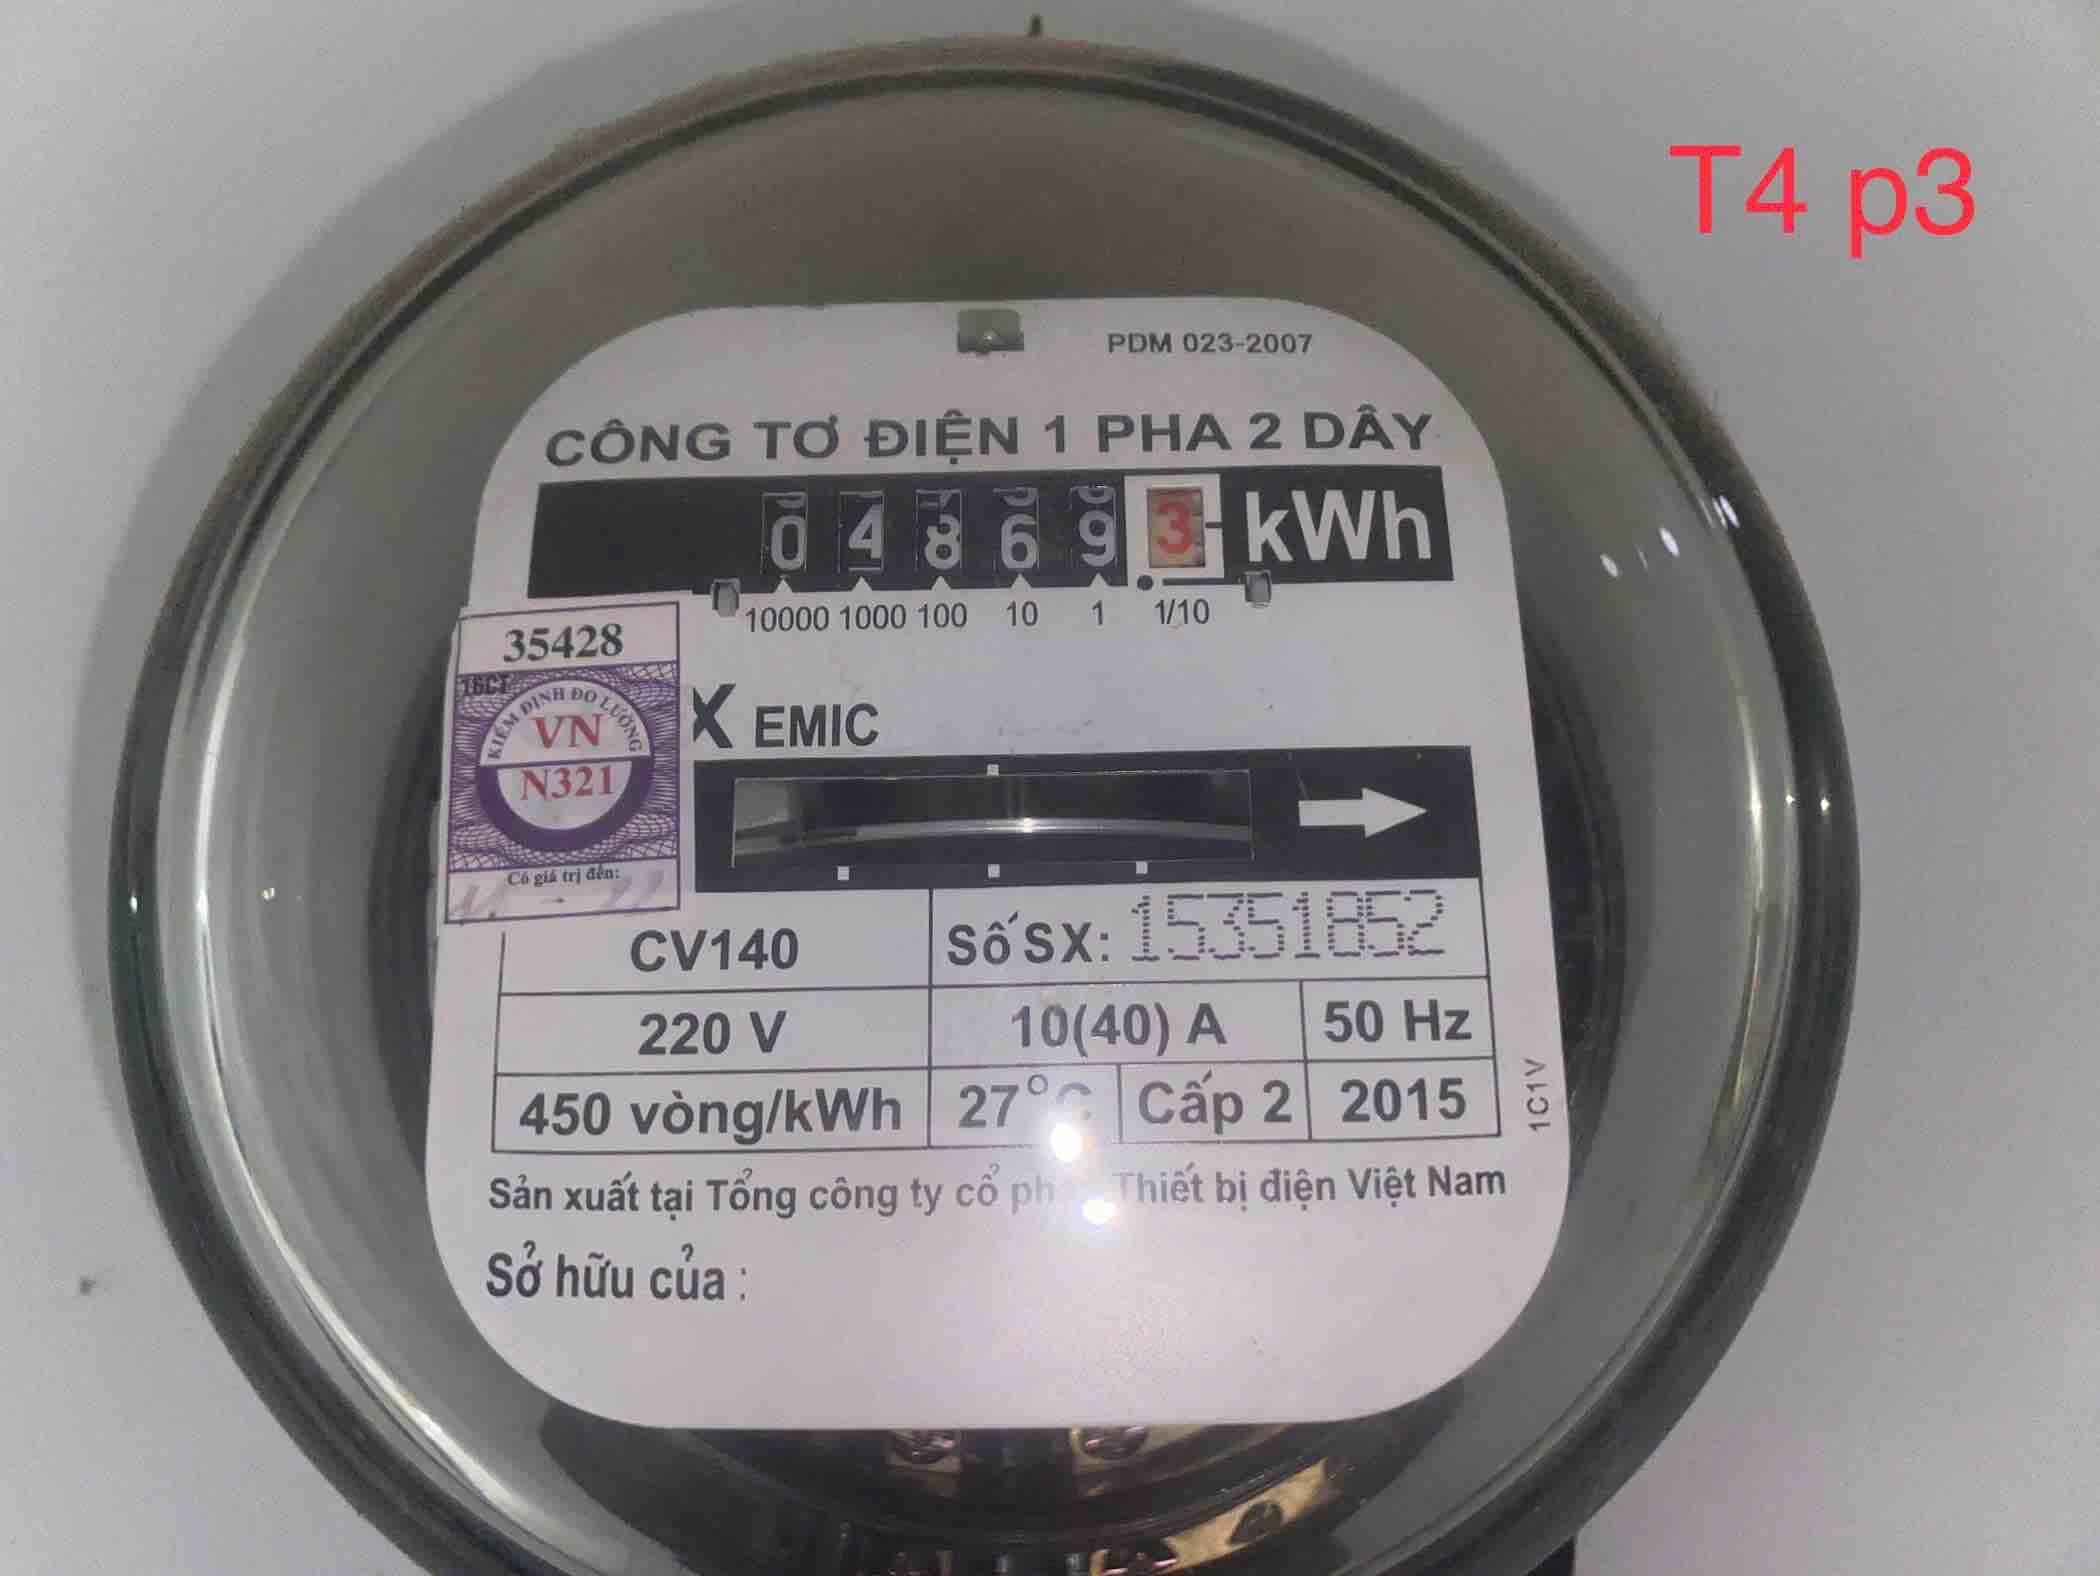 T4 p3
PDM 023-2007
CÔNG TƠ ĐIỆN 1 PHA 2 DÂY
0 4 8 6 9 3 kWh
10000 1000 100 10 1 1/10
35428
16CT
KIỂM ĐỊNH ĐO LƯỜNG
VN
N321
Có giá trị đến:
EMIC
CV140 Số SX: 15351852
220 V 10(40) A 50 Hz
450 vòng/kWh 27°C Cấp 2 2015
1C1V
Sản xuất tại Tổng công ty cổ Thiết bị điện Việt Nam
Sở hữu của :